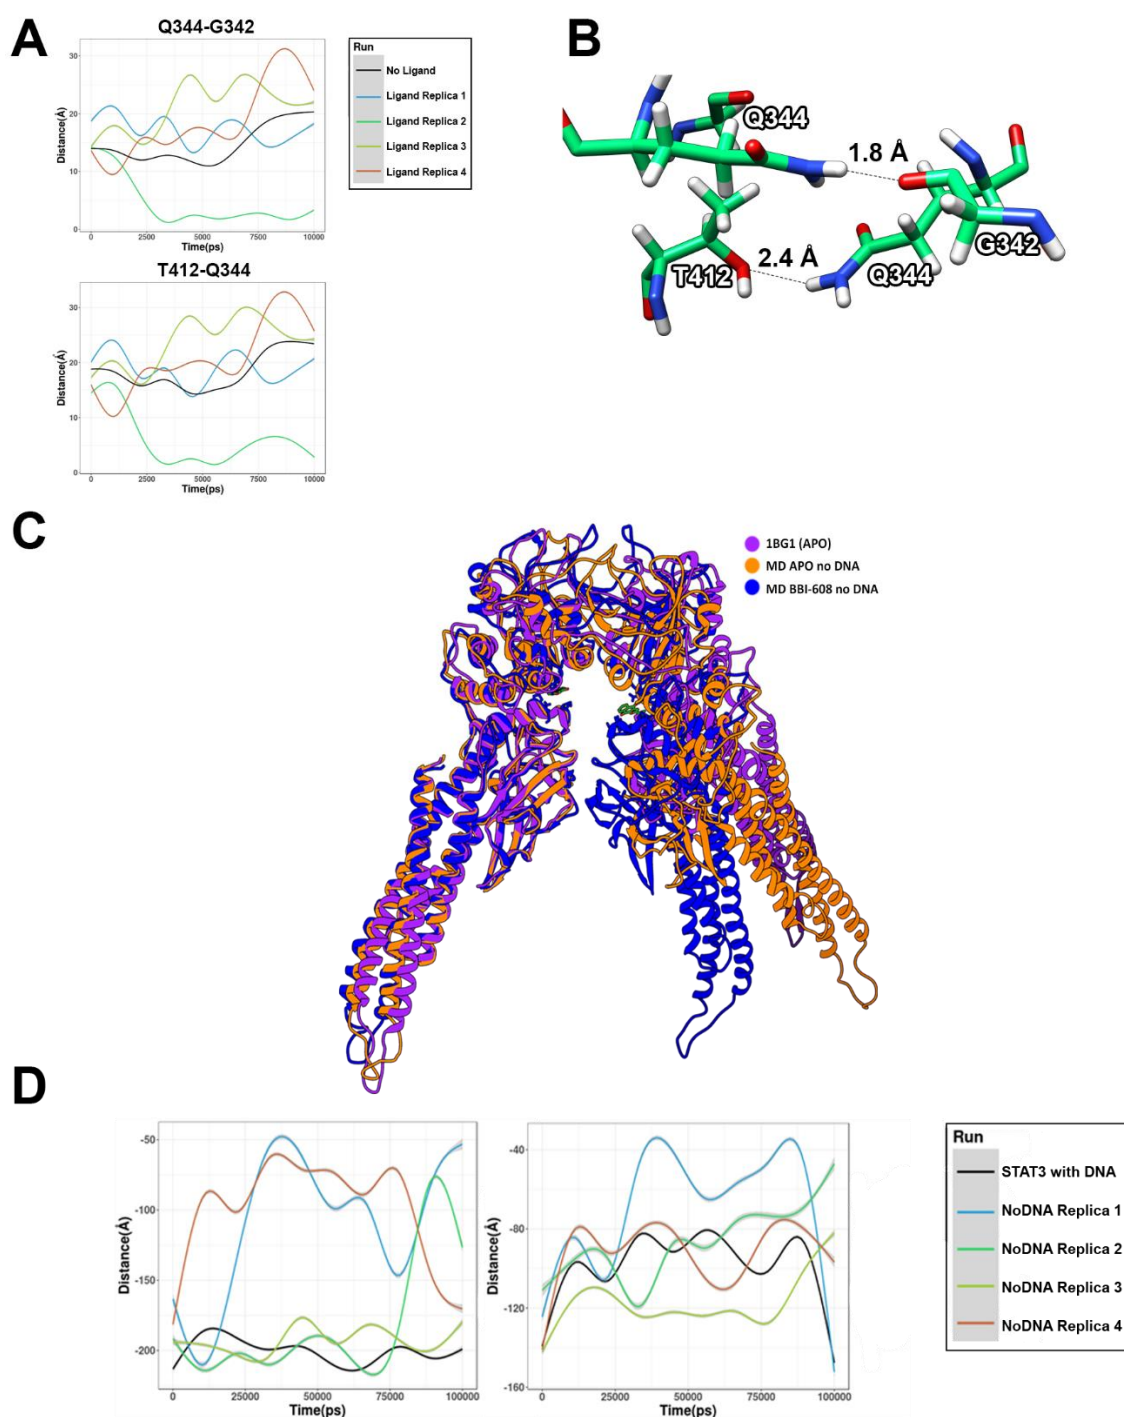 A
Q344-G342
Distance(Å)
30
20
10
0
0 2500 5000 7500 10000
Time(ps)
Run
No Ligand
Ligand Replica 1
Ligand Replica 2
Ligand Replica 3
Ligand Replica 4
T412-Q344
Distance(Å)
30
20
10
0
0 2500 5000 7500 10000
Time(ps)
B
Q344
1.8 Å
G342
2.4 Å
T412
Q344
C
1BG1 (APO)
MD APO no DNA
MD BBI-608 no DNA
D
Distance(Å)
-50
-100
-150
-200
0 25000 50000 75000 100000
Time(ps)
Distance(Å)
-40
-80
-120
-160
0 25000 50000 75000 100000
Time(ps)
Run
STAT3 with DNA
NoDNA Replica 1
NoDNA Replica 2
NoDNA Replica 3
NoDNA Replica 4